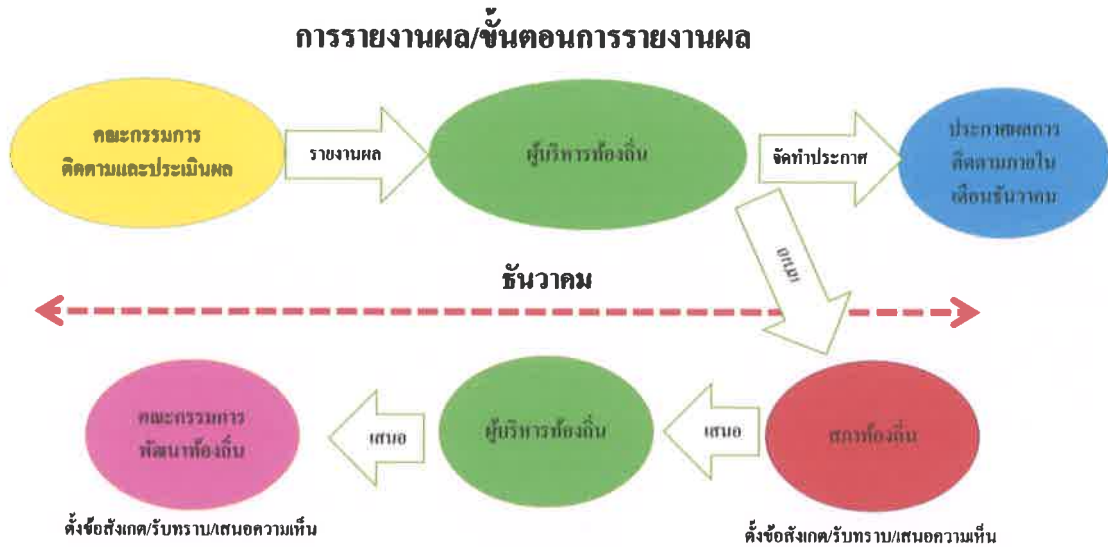 การรายงานผล/ขั้นตอนการรายงานผล
คณะกรรมการ
ติดตามและประเมินผล
รายงานผล
ผู้บริหารท้องถิ่น
จัดทำประกาศ
ประกาศผลการ
ติดตามภายใน
เดือนธันวาคม
เสนอ
ธันวาคม
คณะกรรมการ
พัฒนาท้องถิ่น
เสนอ
ผู้บริหารท้องถิ่น
เสนอ
สภาท้องถิ่น
ตั้งข้อสังเกต/รับทราบ/เสนอความเห็น
ตั้งข้อสังเกต/รับทราบ/เสนอความเห็น